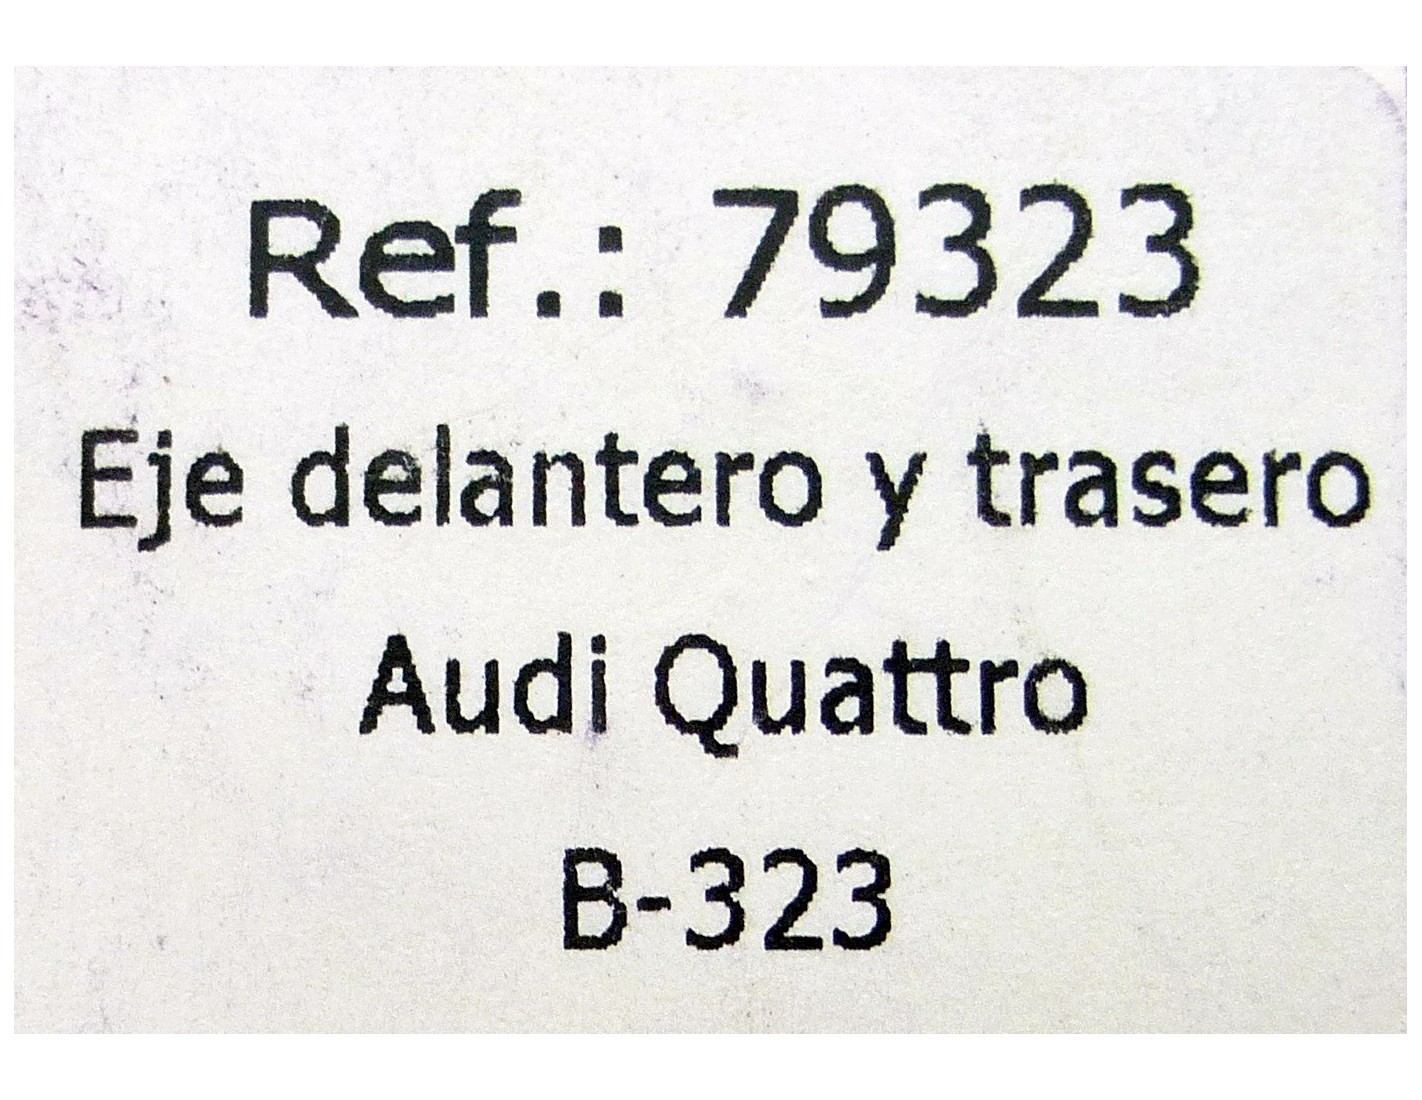 Ref.: 79323
Eje delantero y trasero
Audi Quattro
B-323